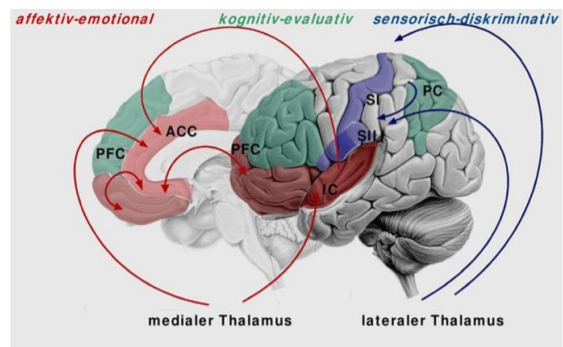 affektiv-emotional kognitiv-evaluativ sensorisch-diskriminativ
PC
SI
ACC
SII
PFC PFC
IC
medialer Thalamus lateraler Thalamus